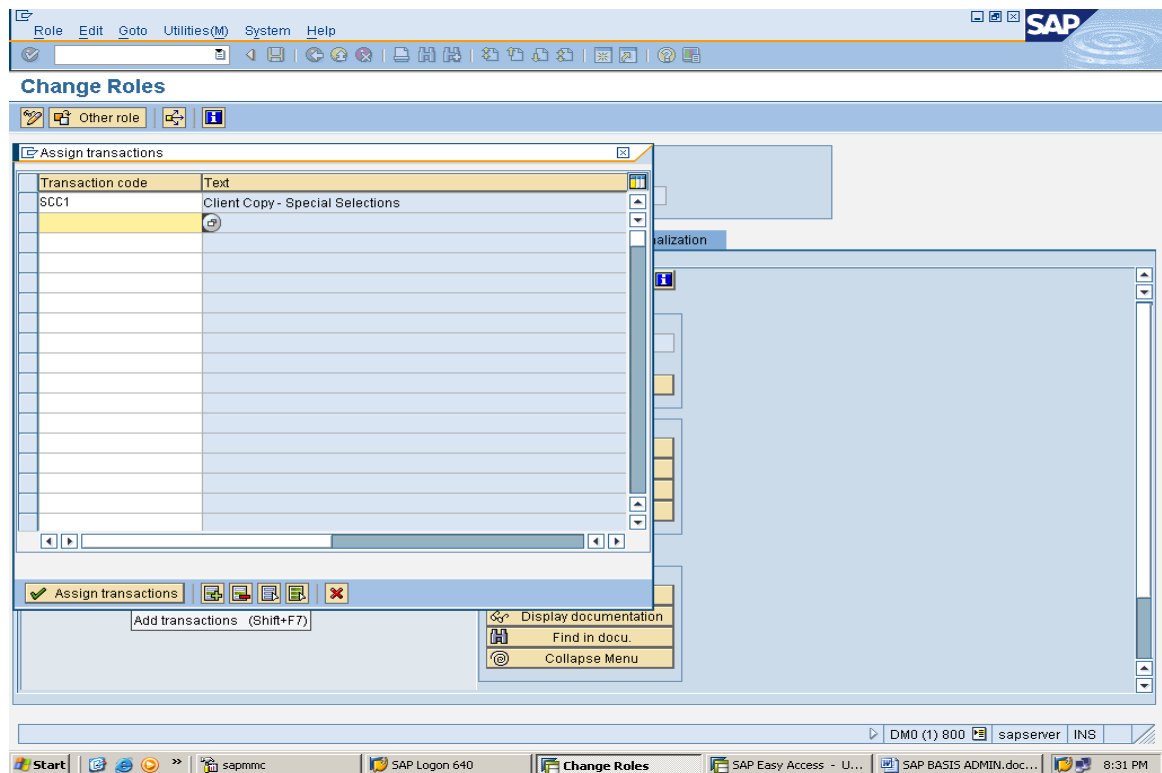 Role Edit Goto Utilities(M) System Help
SAP
Change Roles
Other role
Assign transactions
Transaction code Text
SCC1 Client Copy - Special Selections
nalization
Assign transactions
Add transactions (Shift+F7)
Display documentation
Find in docu.
Collapse Menu
DM0 (1) 800 sapserver INS
Start » sapmmc SAP Logon 640 Change Roles SAP Easy Access - U... SAP BASIS ADMIN.doc... 8:31 PM